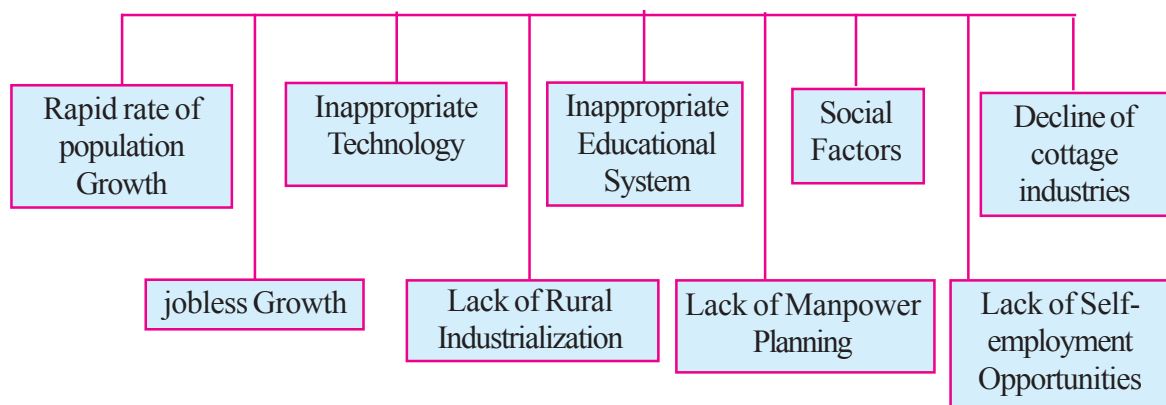 Rapid rate of
population
Growth
Inappropriate
Technology
Inappropriate
Educational
System
Social
Factors
Decline of
cottage
industries
jobless Growth
Lack of Rural
Industrialization
Lack of Manpower
Planning
Lack of Self-
employment
Opportunities